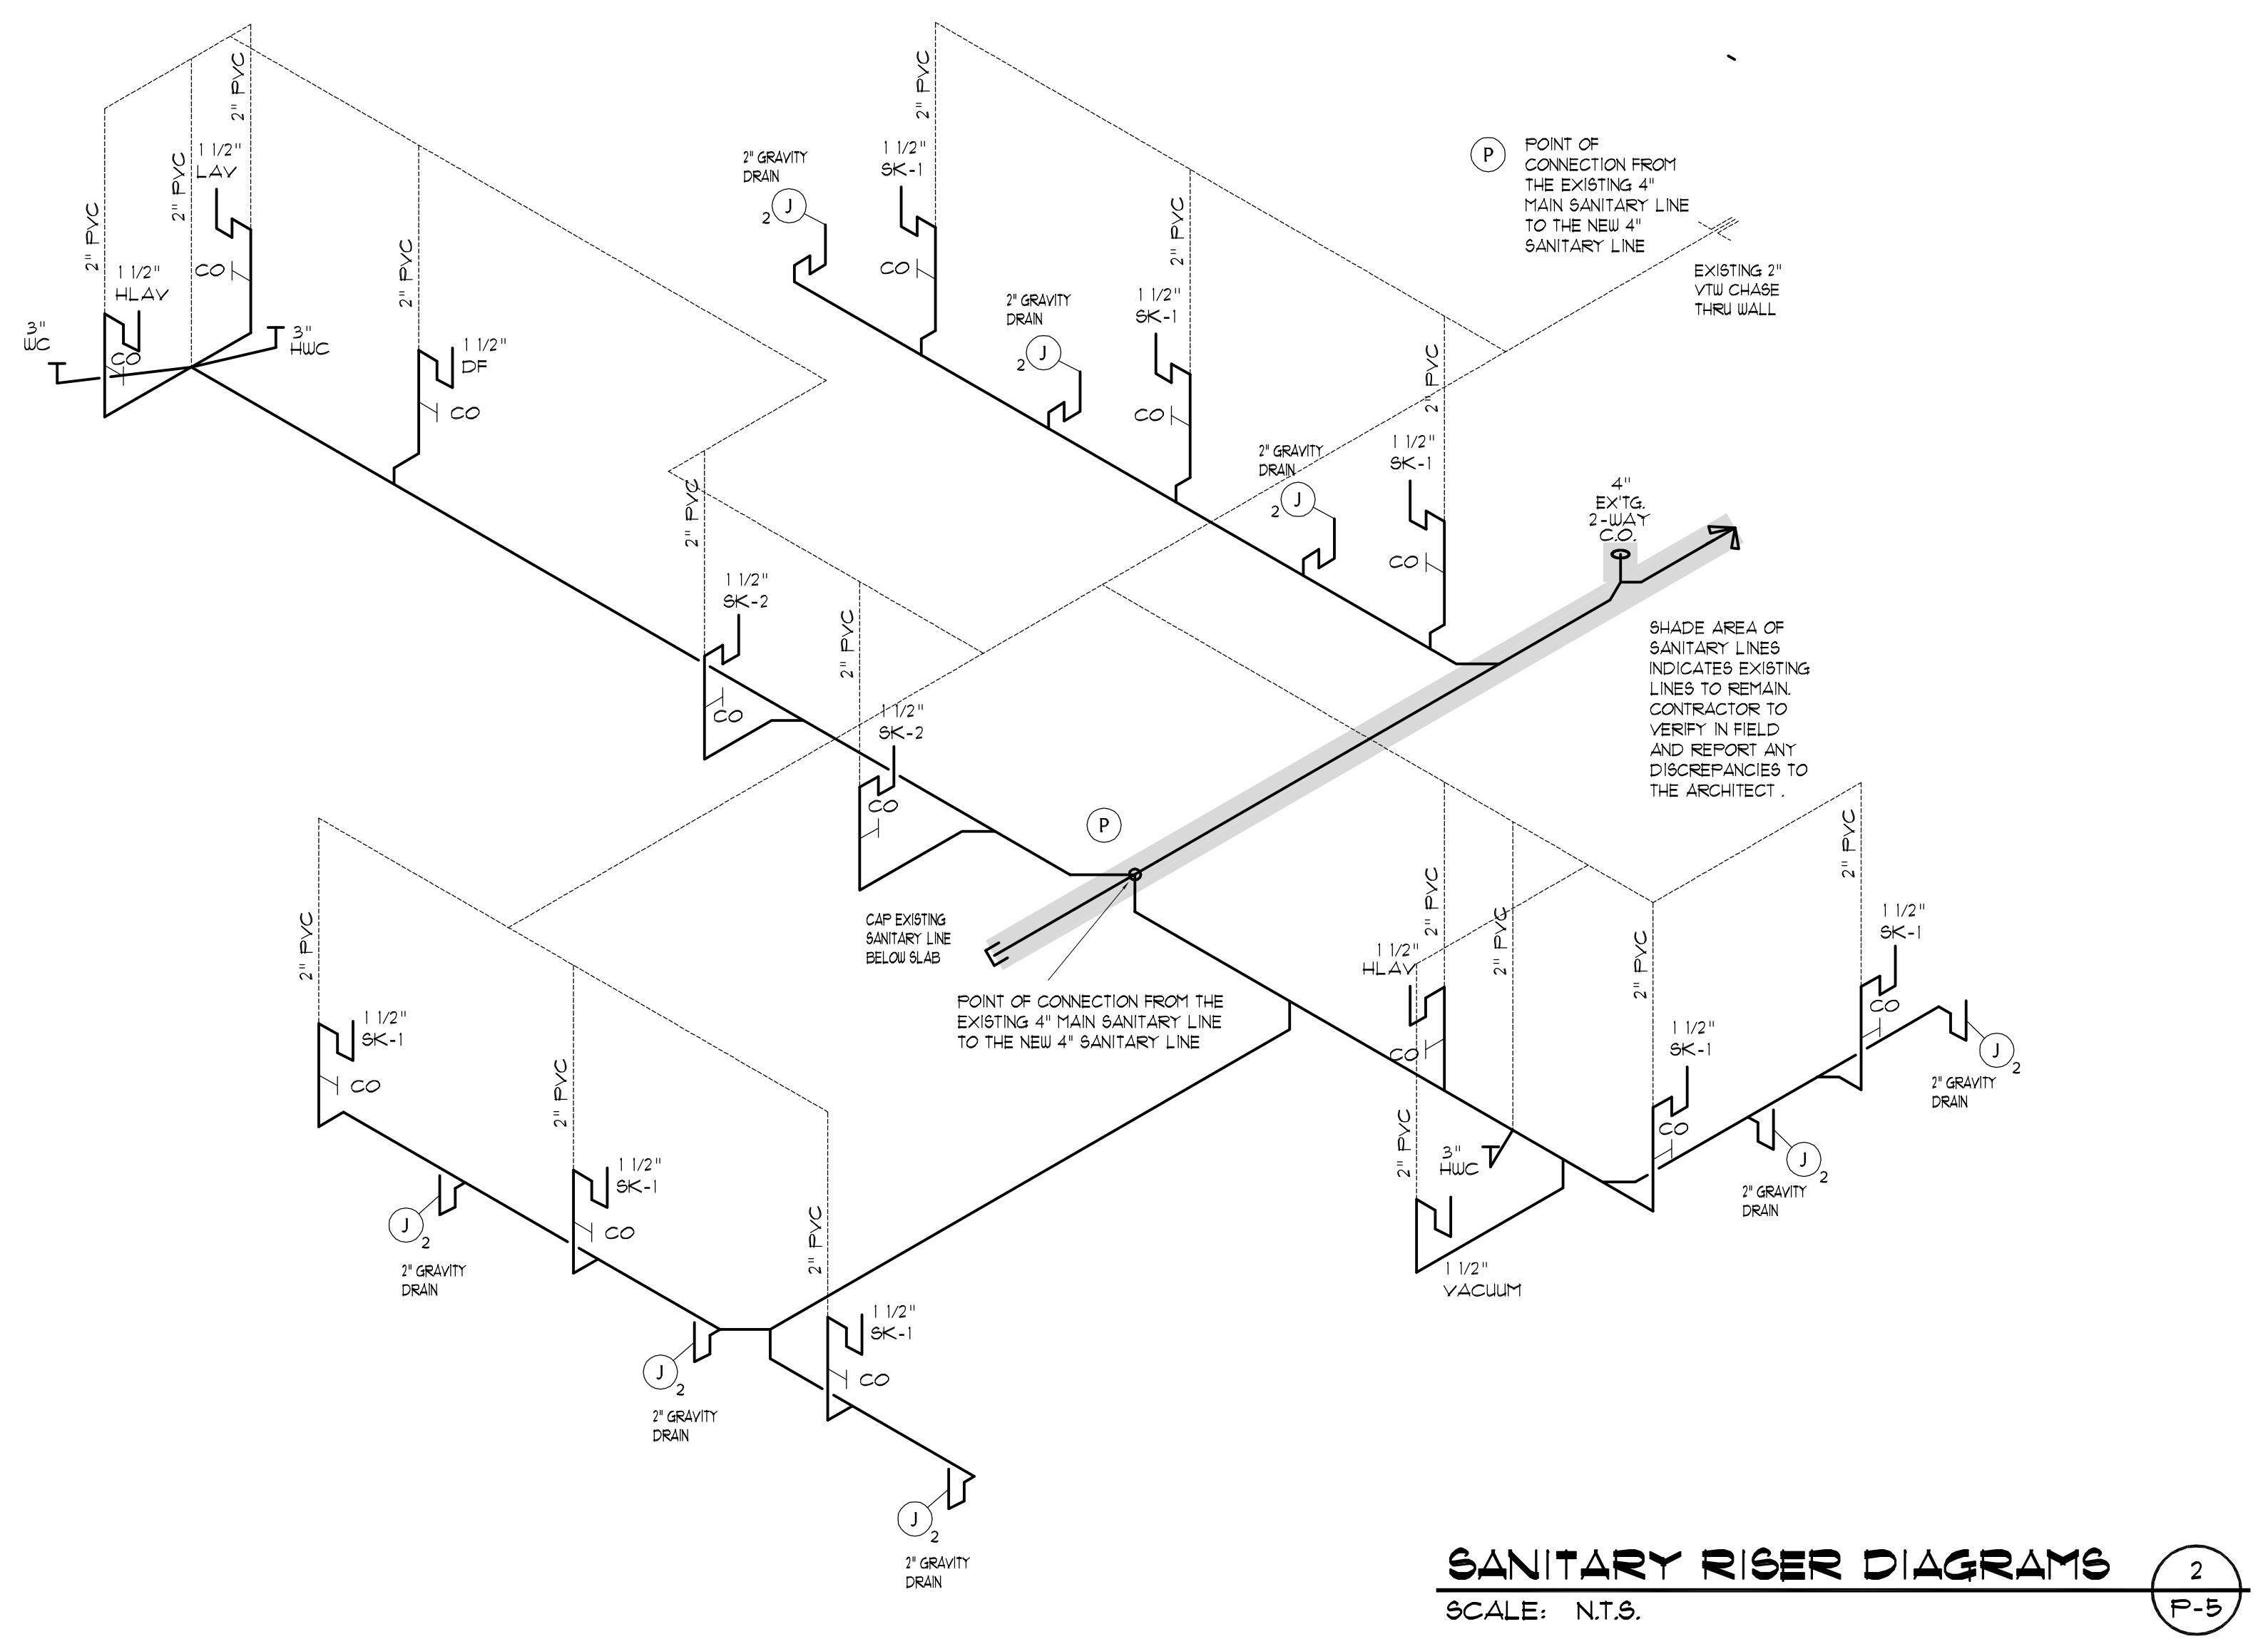 2" PVC
1 1/2"
LAV
2" PVC
2" PVC
CO
1 1/2"
HLAV
3"
WC
CO
3"
HWC
2" PVC
1 1/2"
DF
CO
2" GRAVITY
DRAIN
J
2
2" PVC
1 1/2"
SK-1
CO
2" GRAVITY
DRAIN
J
2
2" PVC
1 1/2"
SK-1
CO
2" GRAVITY
DRAIN
J
2
2" PVC
1 1/2"
SK-1
CO
P
POINT OF
CONNECTION FROM
THE EXISTING 4"
MAIN SANITARY LINE
TO THE NEW 4"
SANITARY LINE
EXISTING 2"
VTW CHASE
THRU WALL
4"
EX'TG.
2-WAY
C.O.
SHADE AREA OF
SANITARY LINES
INDICATES EXISTING
LINES TO REMAIN.
CONTRACTOR TO
VERIFY IN FIELD
AND REPORT ANY
DISCREPANCIES TO
THE ARCHITECT .
2" PVC
1 1/2"
SK-2
CO
2" PVC
1 1/2"
SK-2
CO
P
CAP EXISTING
SANITARY LINE
BELOW SLAB
POINT OF CONNECTION FROM THE
EXISTING 4" MAIN SANITARY LINE
TO THE NEW 4" SANITARY LINE
2" PVC
1 1/2"
HLAV
CO
2" PVC
2" PVC
3"
HWC
1 1/2"
VACUUM
2" PVC
1 1/2"
SK-1
CO
2" PVC
1 1/2"
SK-1
CO
J
2
2" GRAVITY
DRAIN
J
2
2" GRAVITY
DRAIN
2" PVC
1 1/2"
SK-1
CO
J
2
2" GRAVITY
DRAIN
2" PVC
1 1/2"
SK-1
CO
J
2
2" GRAVITY
DRAIN
2" PVC
1 1/2"
SK-1
CO
J
2
2" GRAVITY
DRAIN
SANITARY RISER DIAGRAMS
SCALE: N.T.S.
2
P-5